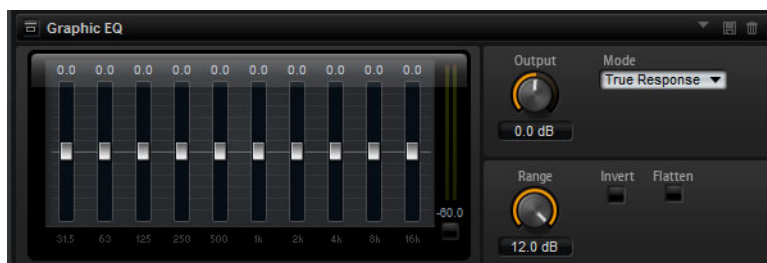 Graphic EQ
0.0 0.0 0.0 0.0 0.0 0.0 0.0 0.0 0.0 0.0
-60.0
31.5 63 125 250 500 1k 2k 4k 8k 16k
Output
0.0 dB
Mode
True Response
Range
12.0 dB
Invert
Flatten